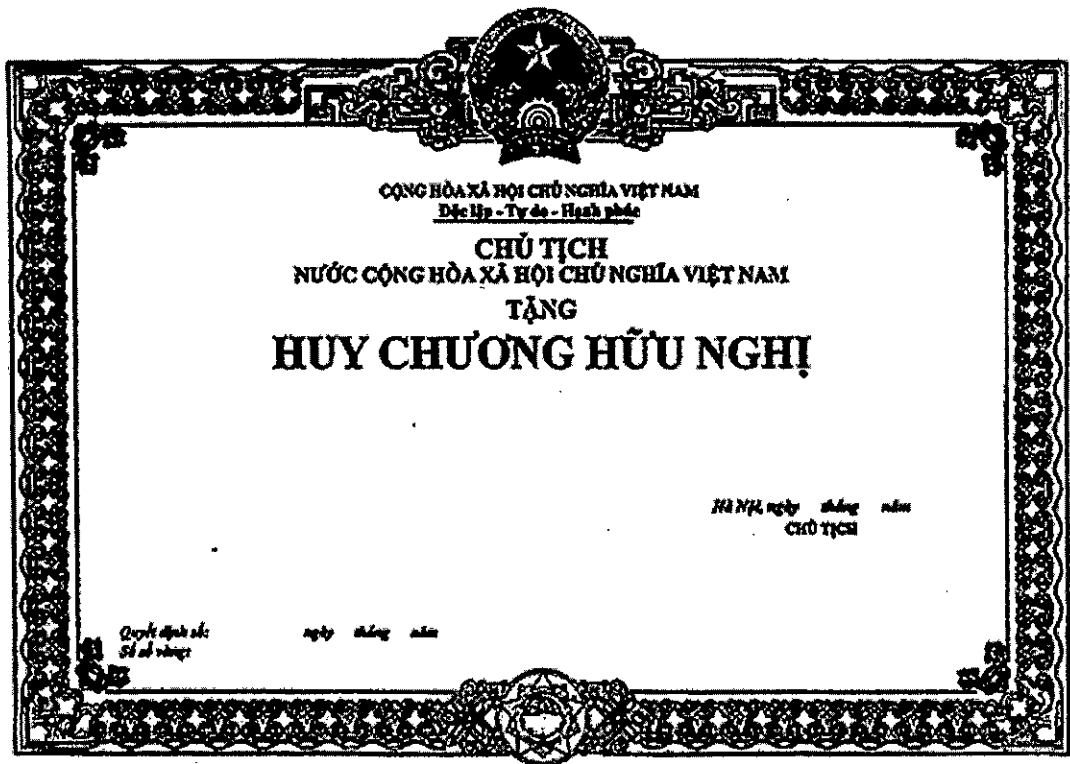 CỘNG HÒA XÃ HỘI CHỦ NGHĨA VIỆT NAM
Độc lập - Tự do - Hạnh phúc
CHỦ TỊCH
NƯỚC CỘNG HÒA XÃ HỘI CHỦ NGHĨA VIỆT NAM
TẶNG
HUY CHƯƠNG HỮU NGHỊ
Hà Nội, ngày tháng năm
CHỦ TỊCH
Quyết định số: ngày tháng năm
Số sổ vàng: